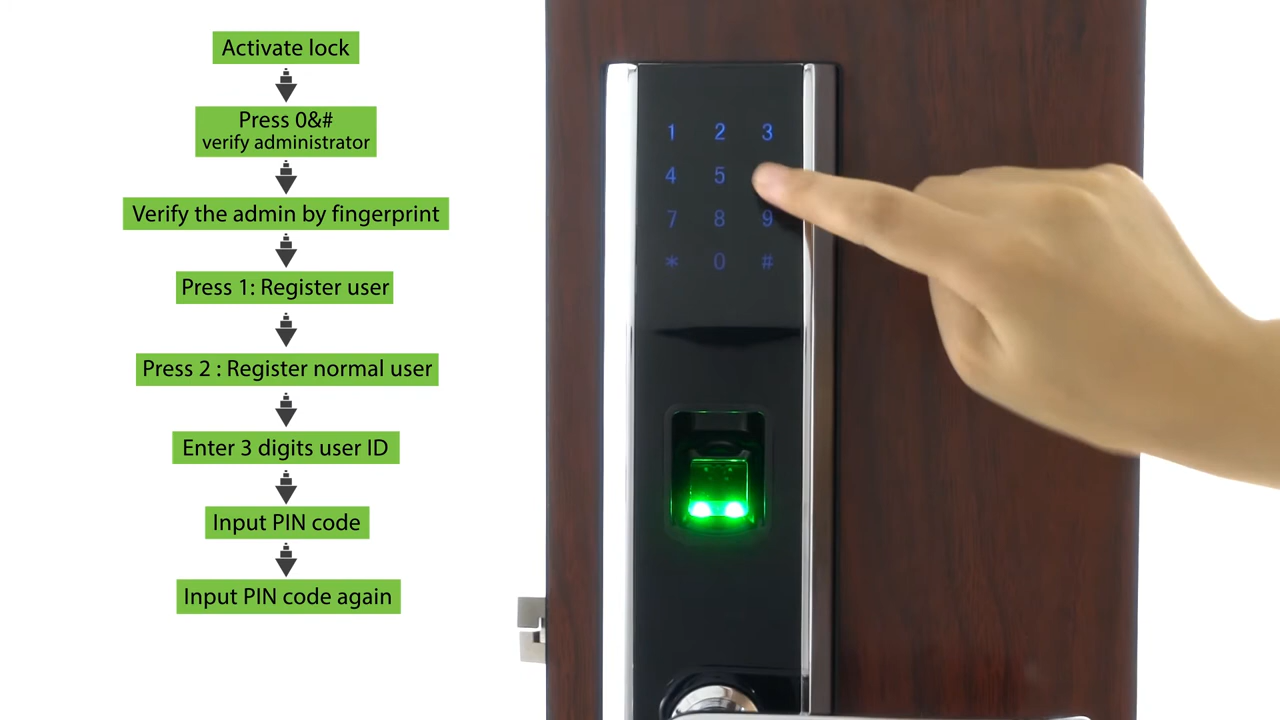 Activate lock
Press 0&#
verify administrator
Verify the admin by fingerprint
Press 1: Register user
Press 2 : Register normal user
Enter 3 digits user ID
Input PIN code
Input PIN code again
1 2 3
4 5
7 8 9
* 0 #